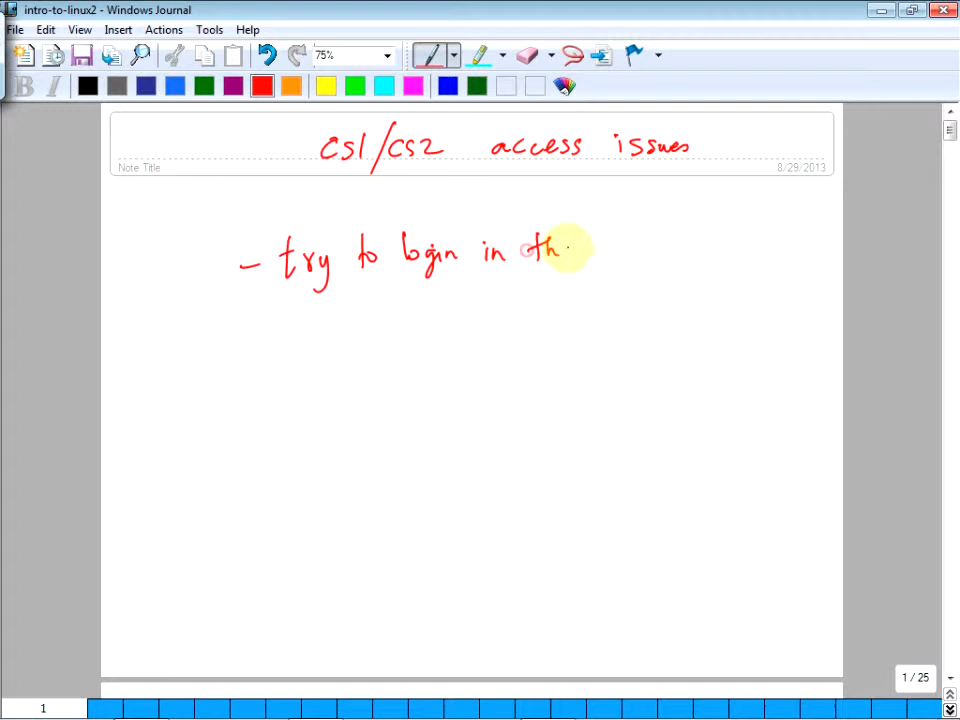 intro-to-linux2 - Windows Journal
File Edit View Insert Actions Tools Help
75%
B I
cs1/cs2 access issues
Note Title 8/29/2013
- try to login in th
1 / 25
1